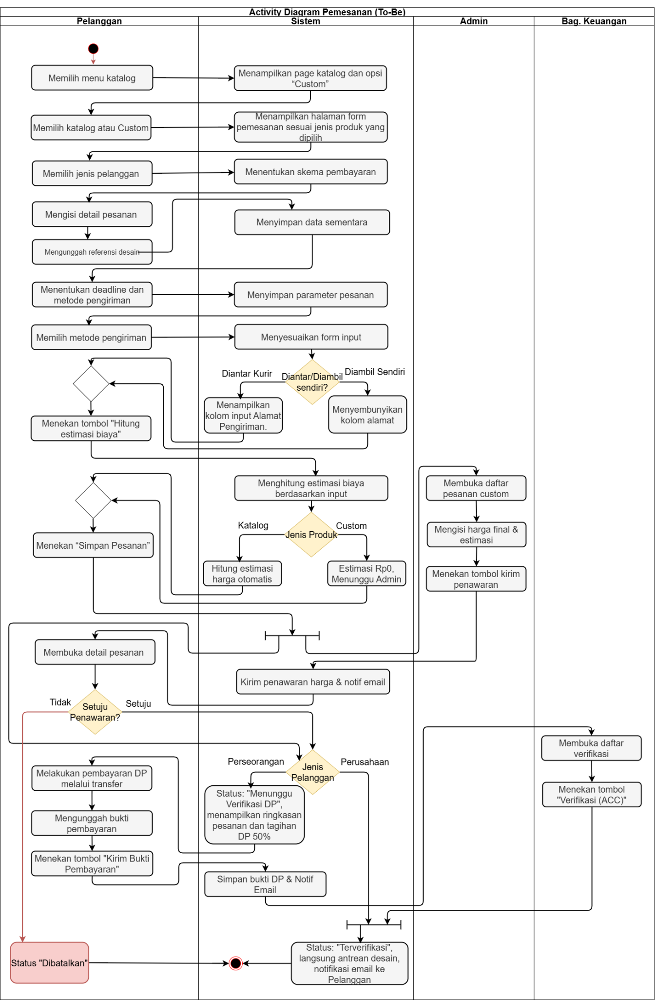 Activity Diagram Pemesanan (To-Be)
Pelanggan
Sistem
Admin
Bag. Keuangan
Memilih menu katalog
Menampilkan page katalog dan opsi
“Custom”
Memilih katalog atau Custom
Menampilkan halaman form
pemesanan sesuai jenis produk yang
dipilih
Memilih jenis pelanggan
Menentukan skema pembayaran
Mengisi detail pesanan
Menyimpan data sementara
Mengunggah referensi desain
Menentukan deadline dan
metode pengiriman
Menyimpan parameter pesanan
Memilih metode pengiriman
Menyesuaikan form input
Diantar Kurir
Diantar/Diambil
sendiri?
Diambil Sendiri
Menampilkan
kolom input Alamat
Pengiriman.
Menyembunyikan
kolom alamat
Menekan tombol "Hitung
estimasi biaya"
Menghitung estimasi biaya
berdasarkan input
Membuka daftar
pesanan custom
Katalog
Jenis Produk
Custom
Mengisi harga final &
estimasi
Menekan “Simpan Pesanan”
Hitung estimasi
harga otomatis
Estimasi Rp0,
Menunggu Admin
Menekan tombol kirim
penawaran
Membuka detail pesanan
Kirim penawaran harga & notif email
Tidak
Setuju
Penawaran?
Setuju
Membuka daftar
verifikasi
Perseorangan
Jenis
Pelanggan
Perusahaan
Melakukan pembayaran DP
melalui transfer
Status: "Menunggu
Verifikasi DP",
menampilkan ringkasan
pesanan dan tagihan
DP 50%
Menekan tombol
"Verifikasi (ACC)"
Mengunggah bukti
pembayaran
Menekan tombol "Kirim Bukti
Pembayaran"
Simpan bukti DP & Notif
Email
Status "Dibatalkan"
Status: "Terverifikasi",
langsung antrean desain,
notifikasi email ke
Pelanggan